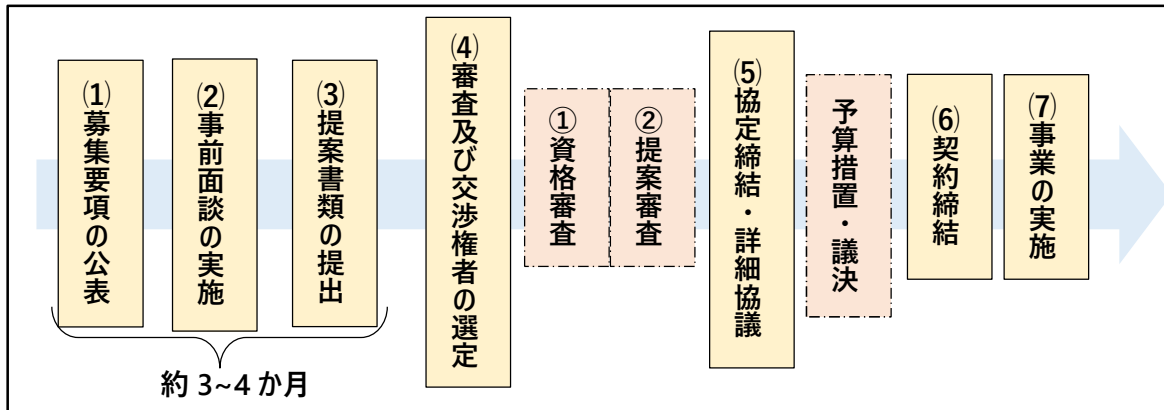 ⑴募集要項の公表
⑵事前面談の実施
⑶提案書類の提出
⑷審査及び交渉権者の選定
①資格審査
②提案審査
⑸協定締結・詳細協議
予算措置・議決
⑹契約締結
⑺事業の実施
約 3~4 か月